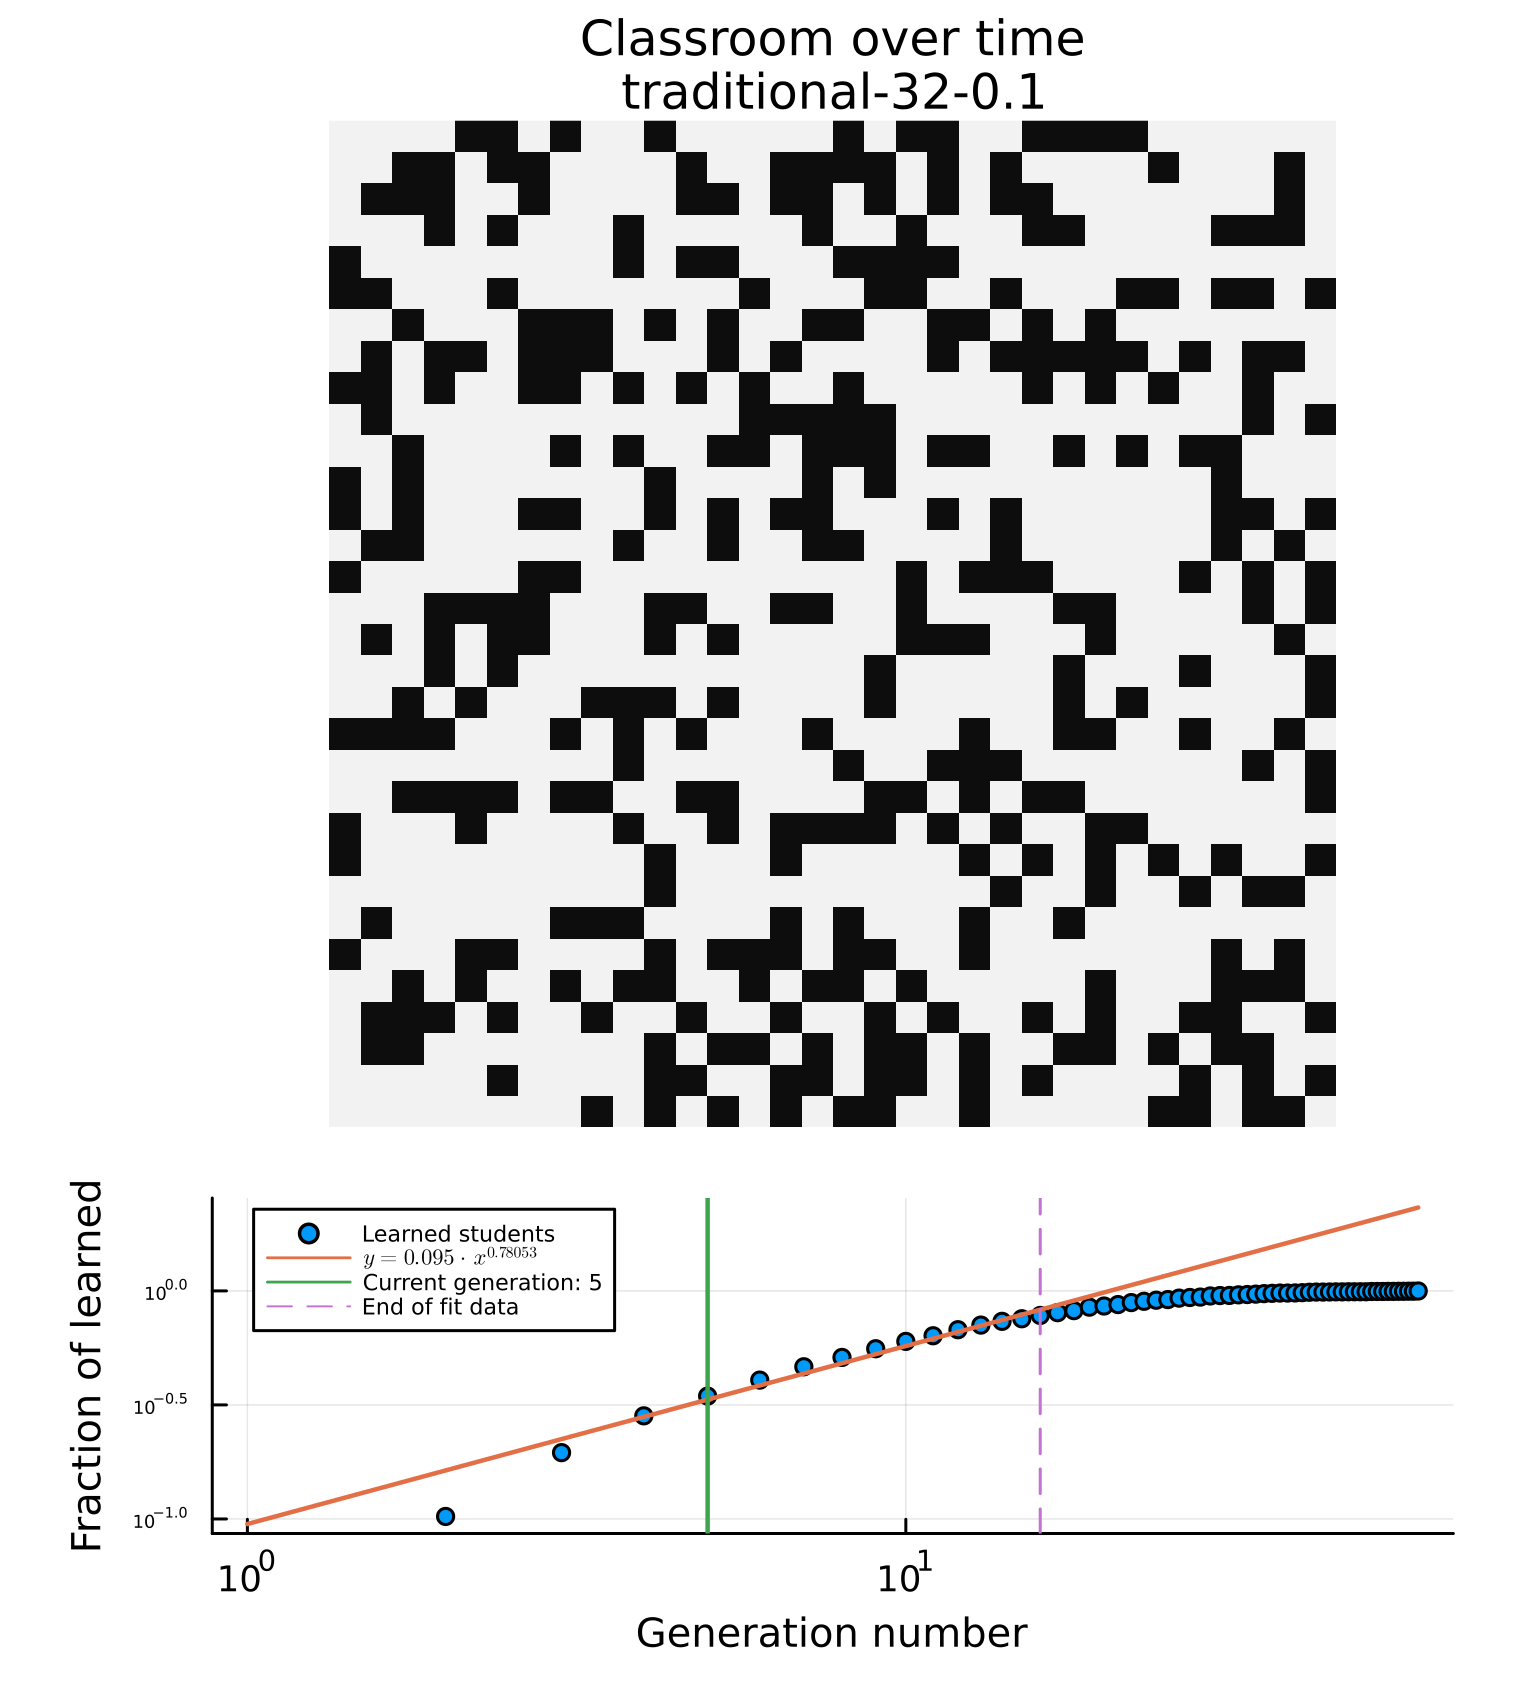 Classroom over time
traditional-32-0.1
Fraction of learned
Learned students
y = 0.095 · x^0.78053
Current generation: 5
End of fit data
10^0.0
10^−0.5
10^−1.0
10^0
10^1
Generation number